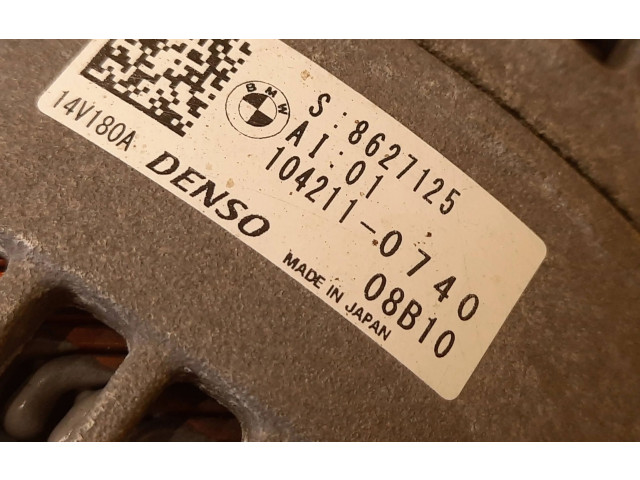 BMW
S:8627125
AI:01
104211-0740
08B10
14V180A
DENSO
MADE IN JAPAN